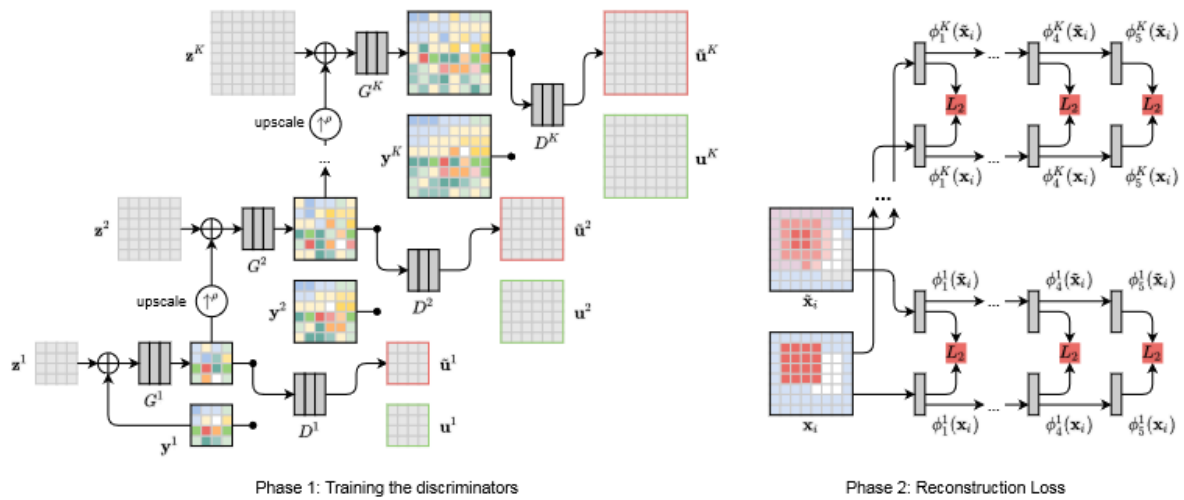 z^K
G^K
D^K
ũ^K
upscale
↑^ρ
y^K
u^K
...
z^2
G^2
D^2
ũ^2
upscale
↑^ρ
y^2
u^2
z^1
G^1
D^1
ũ^1
y^1
u^1
Phase 1: Training the discriminators
ϕ_1^K(x̃_i) ϕ_4^K(x̃_i) ϕ_5^K(x̃_i)
...
L_2 L_2 L_2
...
ϕ_1^K(x_i) ϕ_4^K(x_i) ϕ_5^K(x_i)
...
x̃_i
ϕ_1^1(x̃_i) ϕ_4^1(x̃_i) ϕ_5^1(x̃_i)
...
L_2 L_2 L_2
...
x_i
ϕ_1^1(x_i) ϕ_4^1(x_i) ϕ_5^1(x_i)
Phase 2: Reconstruction Loss